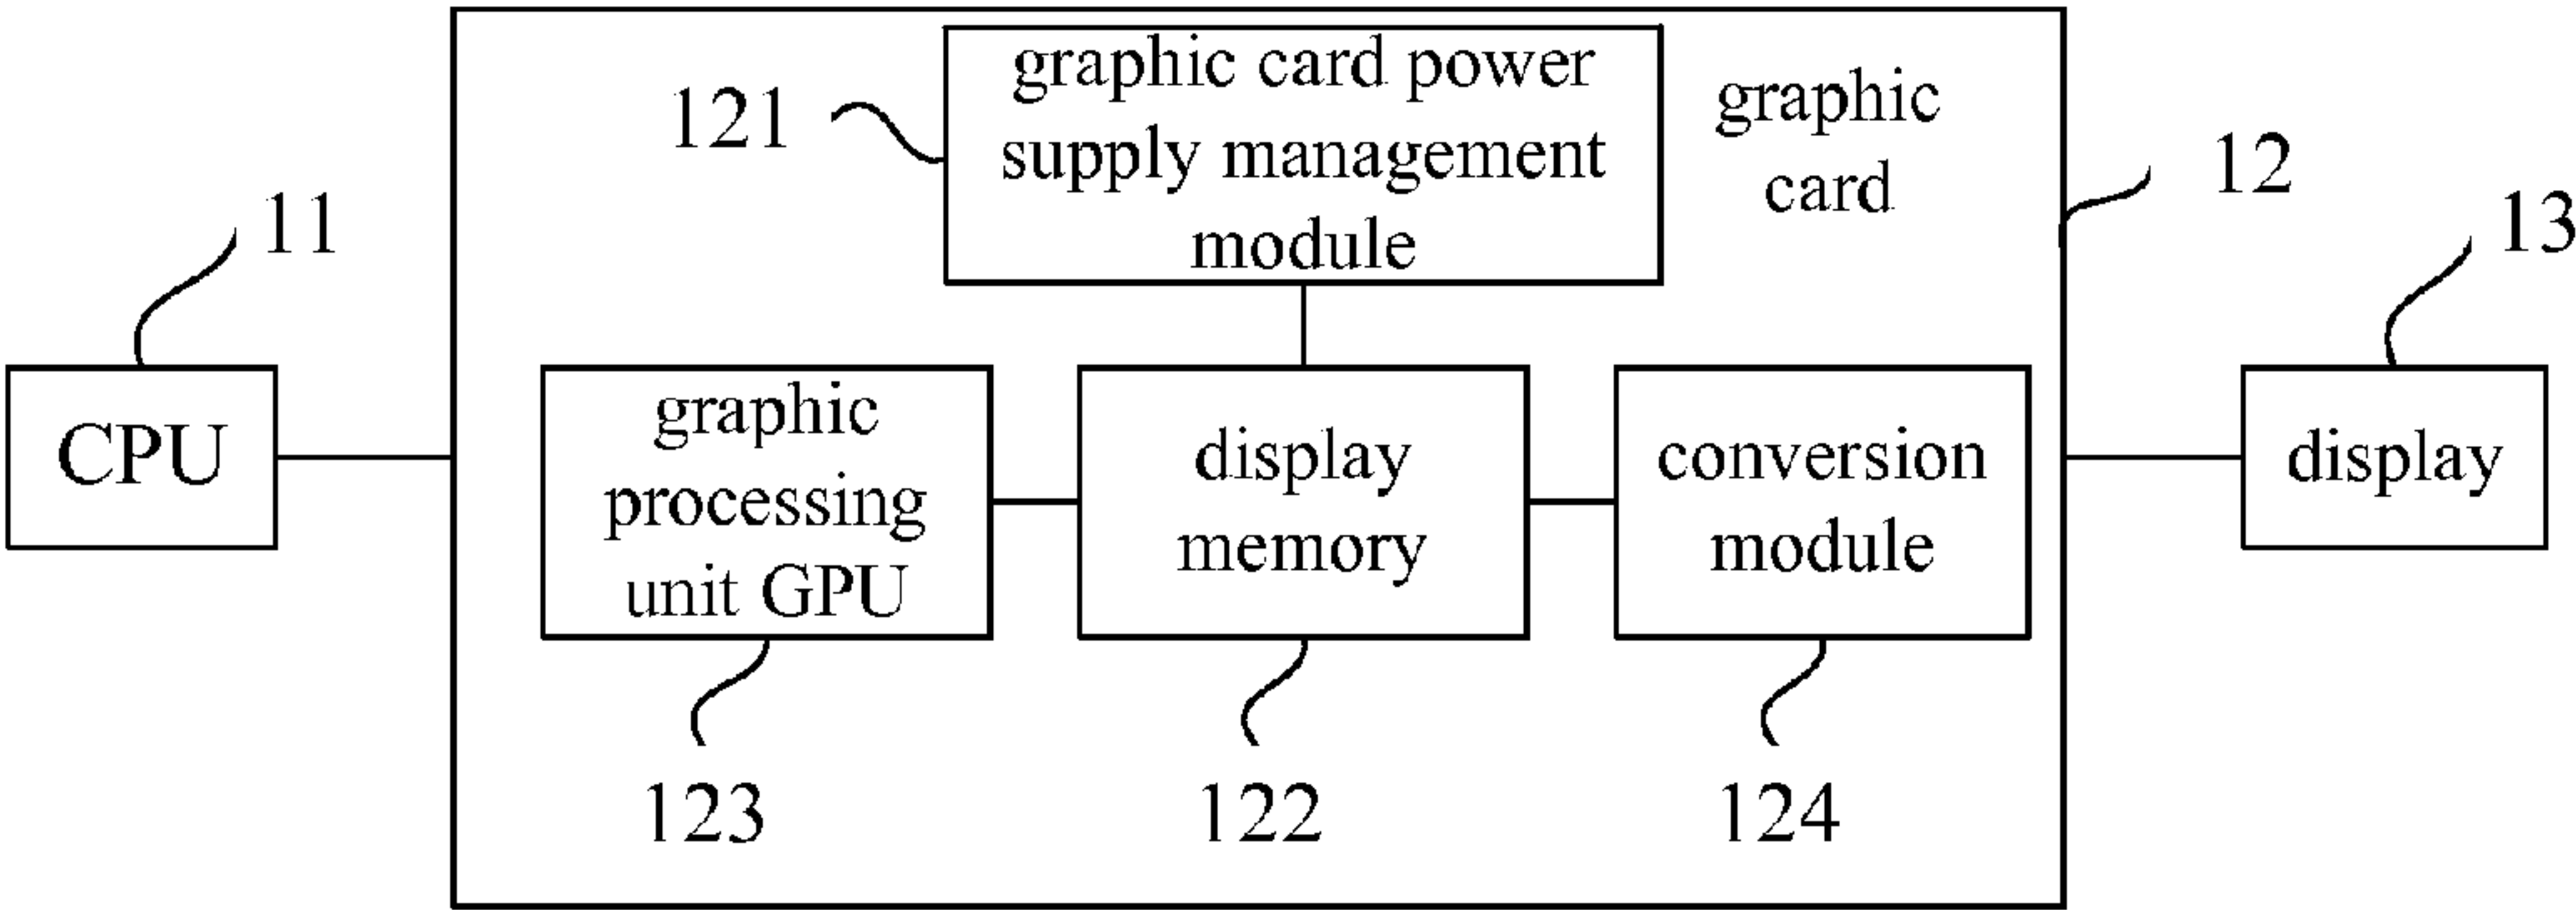 graphic card power
supply management
module
121
graphic
card
12
13
11
CPU
graphic
processing
unit GPU
display
memory
conversion
module
display
123
122
124